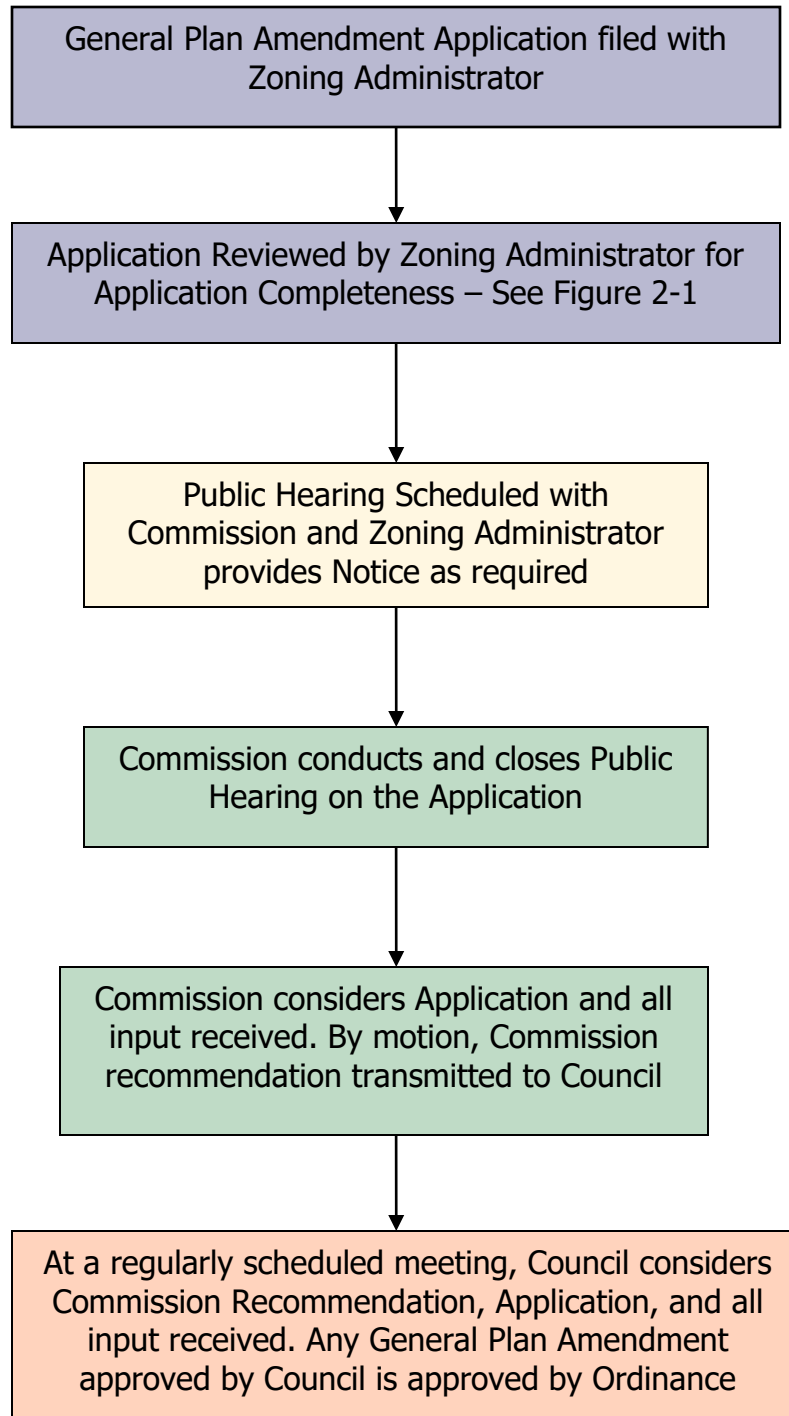 General Plan Amendment Application filed with
Zoning Administrator
Application Reviewed by Zoning Administrator for
Application Completeness – See Figure 2-1
Public Hearing Scheduled with
Commission and Zoning Administrator
provides Notice as required
Commission conducts and closes Public
Hearing on the Application
Commission considers Application and all
input received. By motion, Commission
recommendation transmitted to Council
At a regularly scheduled meeting, Council considers
Commission Recommendation, Application, and all
input received. Any General Plan Amendment
approved by Council is approved by Ordinance